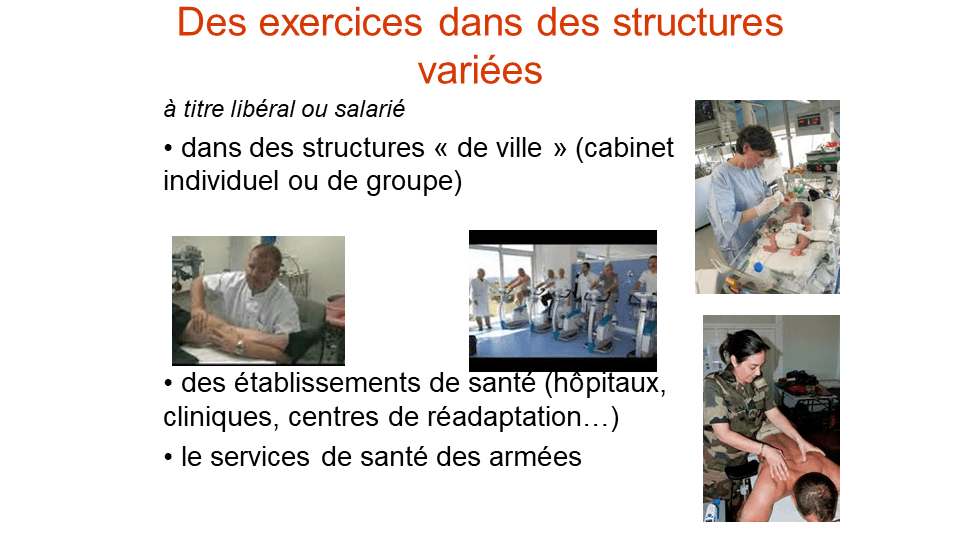 Des exercices dans des structures
variées
à titre libéral ou salarié
• dans des structures « de ville » (cabinet
individuel ou de groupe)
• des établissements de santé (hôpitaux,
cliniques, centres de réadaptation…)
• le services de santé des armées